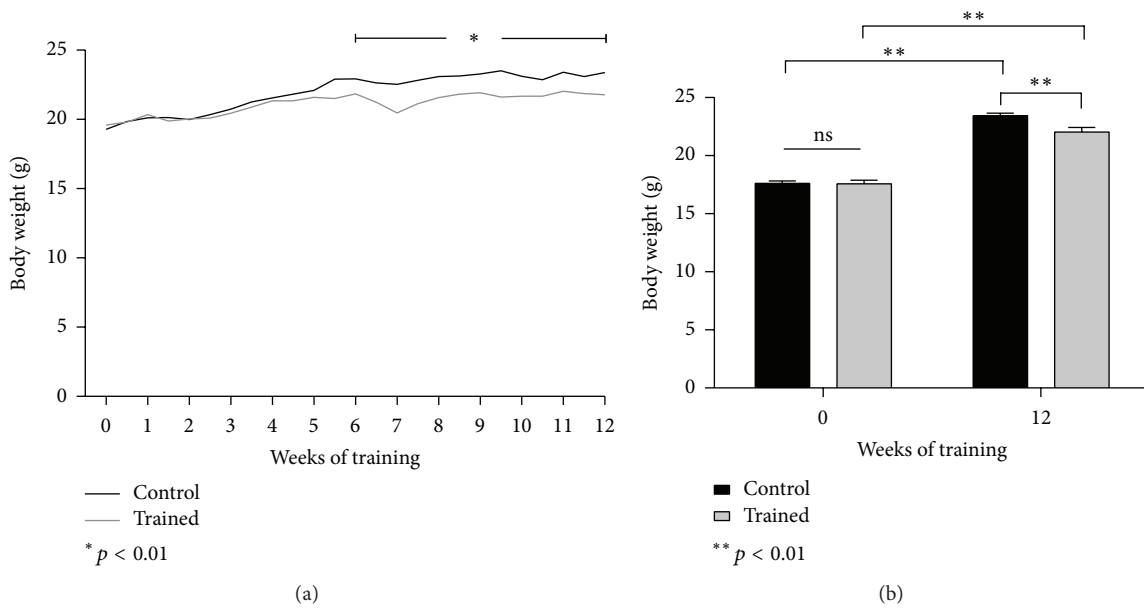 *
25
20
15
10
5
0
Body weight (g)
0 1 2 3 4 5 6 7 8 9 10 11 12
Weeks of training
Control
Trained
* p < 0.01
(a)
**
**
**
ns
25
20
15
10
5
0
Body weight (g)
0 12
Weeks of training
Control
Trained
** p < 0.01
(b)